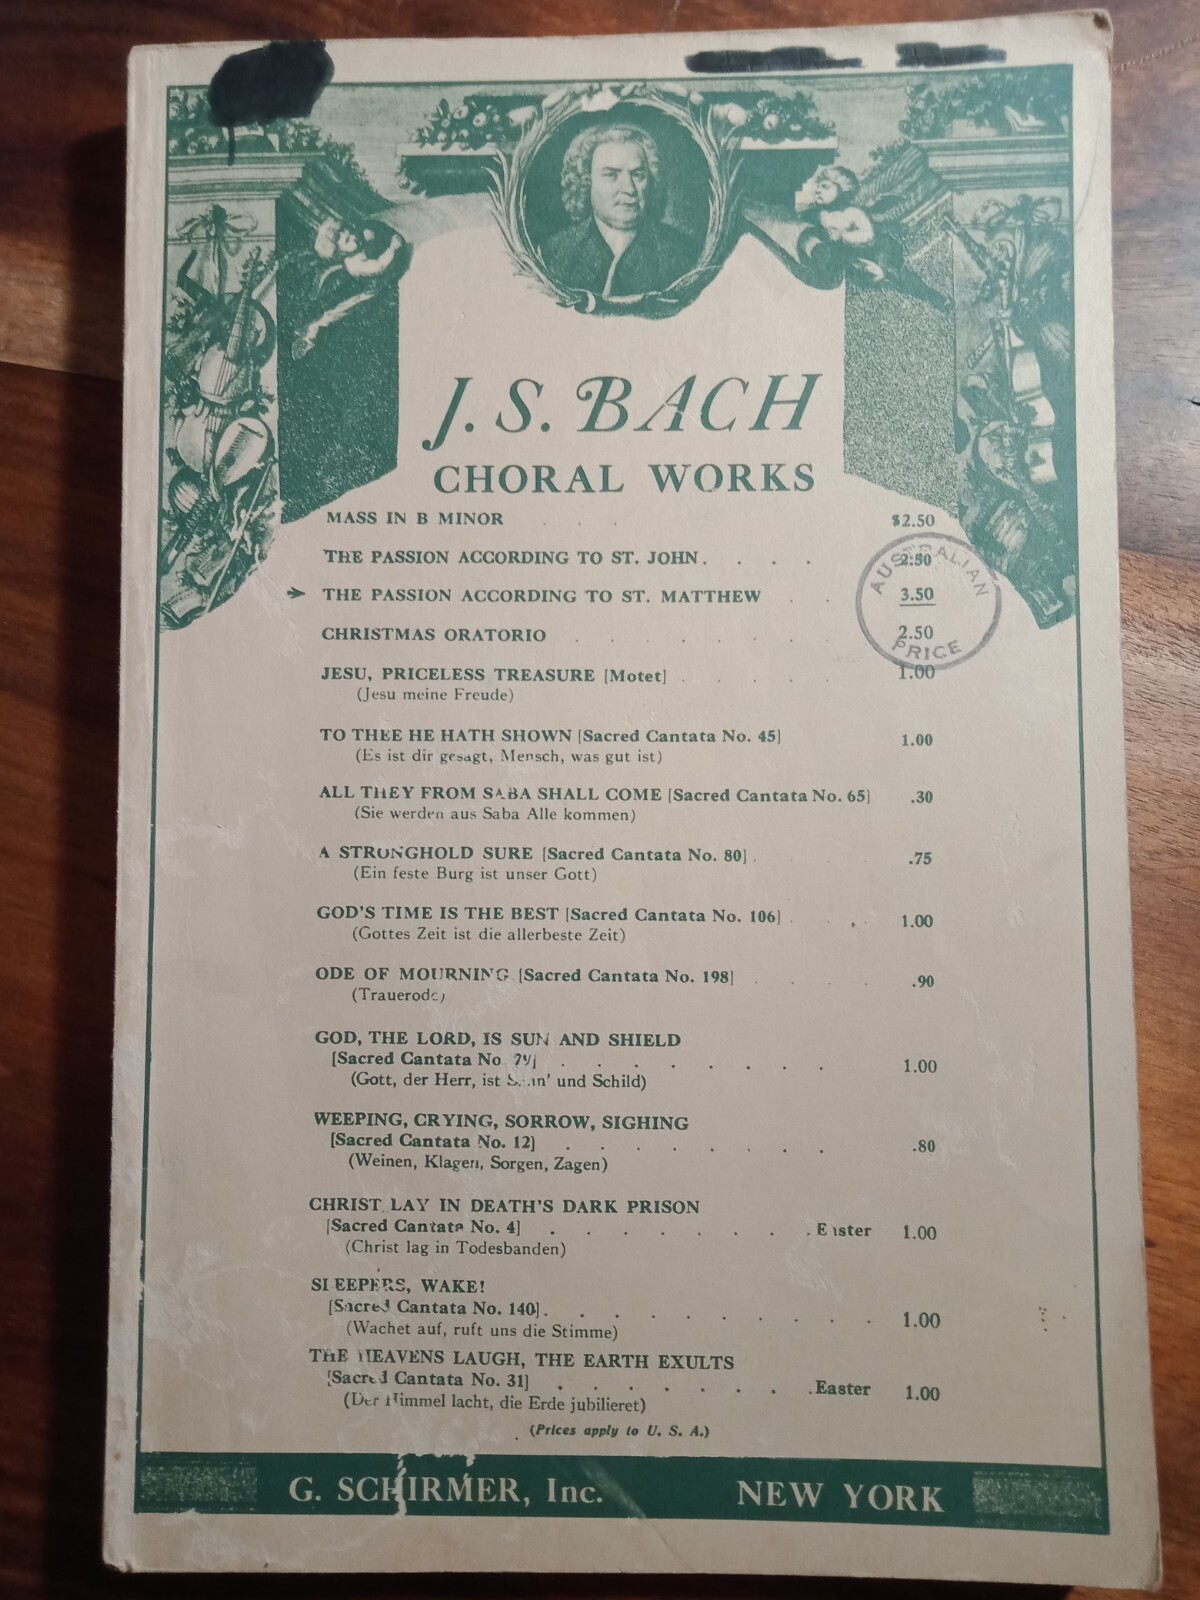 J. S. BACH
CHORAL WORKS
MASS IN B MINOR . . . $2.50
THE PASSION ACCORDING TO ST. JOHN . . . . 2.50
➔ THE PASSION ACCORDING TO ST. MATTHEW . . 3.50
CHRISTMAS ORATORIO . . . . . . . 2.50
AUSTRALIAN
PRICE
JESU, PRICELESS TREASURE [Motet] . . . . . 1.00
(Jesu meine Freude)
TO THEE HE HATH SHOWN [Sacred Cantata No. 45] 1.00
(Es ist dir gesagt, Mensch, was gut ist)
ALL THEY FROM SABA SHALL COME [Sacred Cantata No. 65] .30
(Sie werden aus Saba Alle kommen)
A STRONGHOLD SURE [Sacred Cantata No. 80] . . . . .75
(Ein feste Burg ist unser Gott)
GOD'S TIME IS THE BEST [Sacred Cantata No. 106] . . . 1.00
(Gottes Zeit ist die allerbeste Zeit)
ODE OF MOURNING [Sacred Cantata No. 198] . . . . .90
(Trauerode)
GOD, THE LORD, IS SUN AND SHIELD
[Sacred Cantata No. . . . . . . . . 1.00
(Gott, der Herr, ist Sonn' und Schild)
WEEPING, CRYING, SORROW, SIGHING
[Sacred Cantata No. 12] . . . . . . . . .80
(Weinen, Klagen, Sorgen, Zagen)
CHRIST LAY IN DEATH'S DARK PRISON
[Sacred Cantata No. 4] . . . . . . . . Easter 1.00
(Christ lag in Todesbanden)
SLEEPERS, WAKE!
[Sacred Cantata No. 140] . . . . . . . . . . 1.00
(Wachet auf, ruft uns die Stimme)
THE HEAVENS LAUGH, THE EARTH EXULTS
[Sacred Cantata No. 31] . . . . . . . . Easter 1.00
(Der Himmel lacht, die Erde jubilieret)
(Prices apply to U. S. A.)
G. SCHIRMER, Inc. NEW YORK